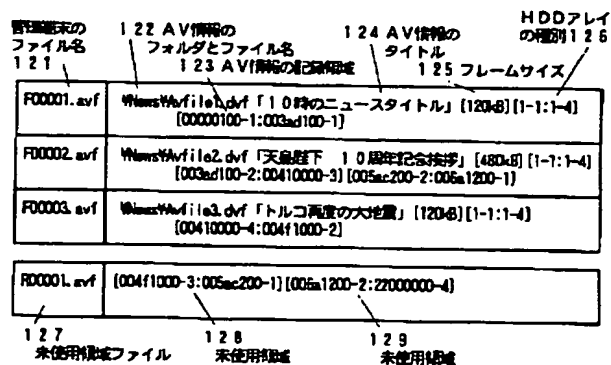 管理端末の
ファイル名
121
122 AV情報の
フォルダとファイル名
123 AV情報の記録領域
124 AV情報の
タイトル
125 フレームサイズ
HDDアレイ
の種別126
F00001.avf
¥News¥Avfile1.dvf「10時のニュースタイトル」[120kB][1-1:1-4]
[00000100-1:003ad100-1]
F00002.avf
¥News¥Avfile2.dvf「天皇陛下 10周年記念挨拶」[480kB][1-1:1-4]
[003ad100-2:00410000-3][005ac200-2:006a1200-1]
F00003.avf
¥News¥Avfile3.dvf「トルコ再度の大地震」[120kB][1-1:1-4]
[00410000-4:004f1000-2]
R00001.avf
[004f1000-3:005ac200-1][006a1200-2:22000000-4]
127
未使用領域ファイル
128
未使用領域
129
未使用領域